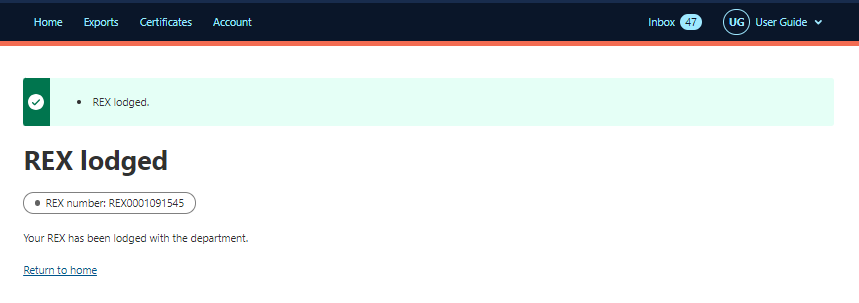 Home Exports Certificates Account Inbox 47 UG User Guide
• REX lodged.
REX lodged
REX number: REX0001091545
Your REX has been lodged with the department.
Return to home